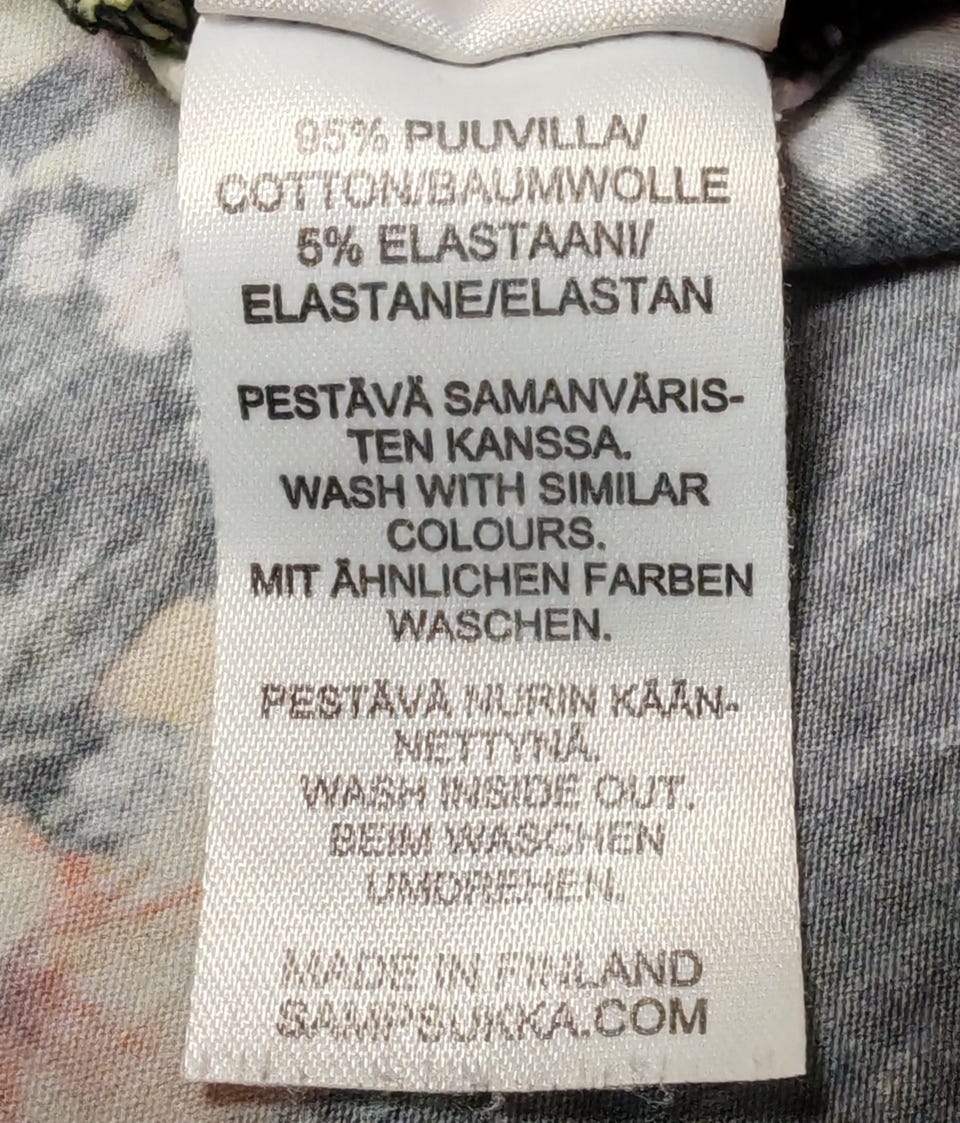 95% PUUVILLA/
COTTON/BAUMWOLLE
5% ELASTAANI/
ELASTANE/ELASTAN
PESTÄVÄ SAMANVÄRIS-
TEN KANSSA.
WASH WITH SIMILAR
COLOURS.
MIT ÄHNLICHEN FARBEN
WASCHEN.
PESTÄVÄ NURIN KÄÄN-
NETTYNÄ.
WASH INSIDE OUT.
BEIM WASCHEN
UMDREHEN.
MADE IN FINLAND
SAMPSUKKA.COM